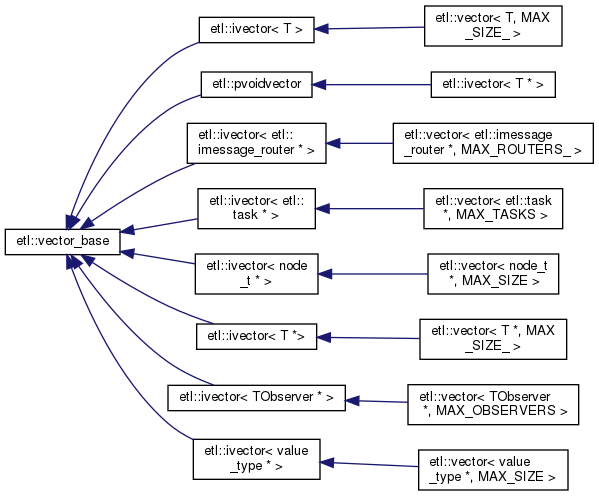 etl::vector_base
etl::ivector< T >
etl::vector< T, MAX
_SIZE_ >
etl::pvoidvector
etl::ivector< T * >
etl::ivector< etl::
imessage_router * >
etl::vector< etl::imessage
_router *, MAX_ROUTERS_ >
etl::ivector< etl::
task * >
etl::vector< etl::task
*, MAX_TASKS >
etl::ivector< node
_t * >
etl::vector< node_t
*, MAX_SIZE >
etl::ivector< T *>
etl::vector< T *, MAX
_SIZE_ >
etl::ivector< TObserver * >
etl::vector< TObserver
*, MAX_OBSERVERS >
etl::ivector< value
_type * >
etl::vector< value
_type *, MAX_SIZE >